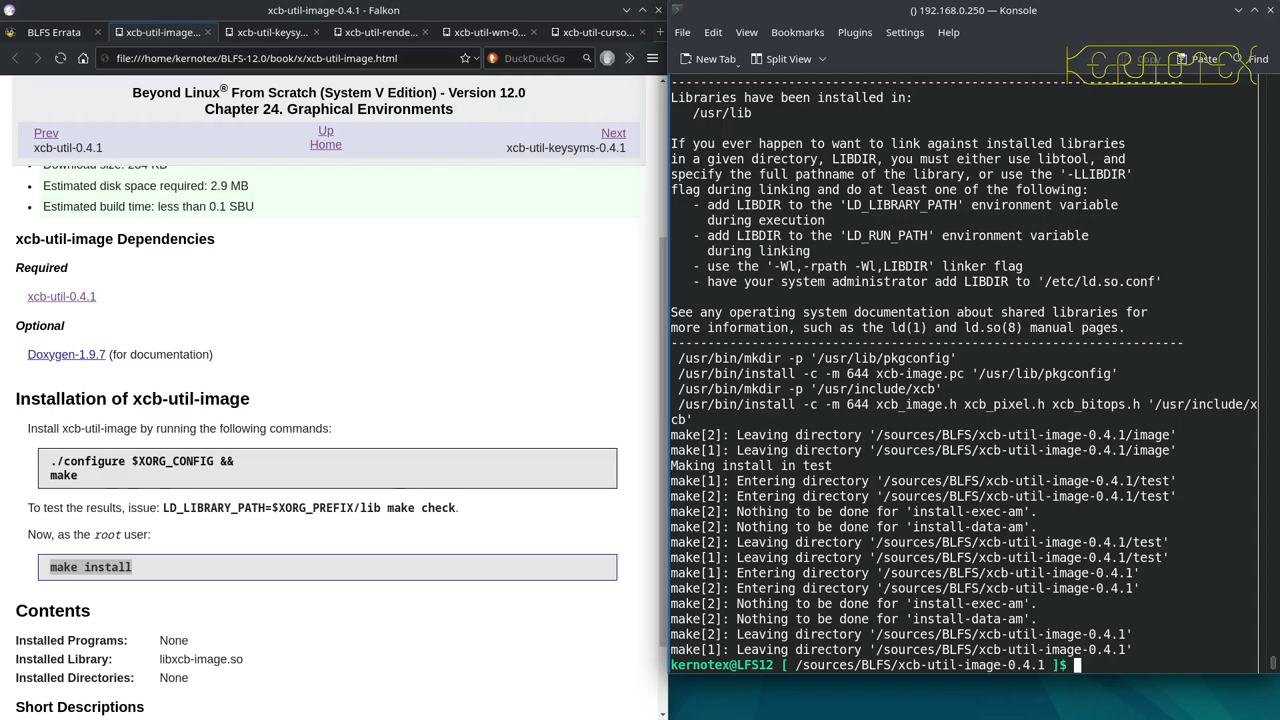 xcb-util-image-0.4.1 - Falkon
BLFS Errata
xcb-util-image...
xcb-util-keysy...
xcb-util-rende...
xcb-util-wm-0...
xcb-util-curso...
file:///home/kernotex/BLFS-12.0/book/x/xcb-util-image.html
DuckDuckGo
Beyond Linux® From Scratch (System V Edition) - Version 12.0
Chapter 24. Graphical Environments
Prev
xcb-util-0.4.1
Up
Home
Next
xcb-util-keysyms-0.4.1
Estimated disk space required: 2.9 MB
Estimated build time: less than 0.1 SBU
xcb-util-image Dependencies
Required
xcb-util-0.4.1
Optional
Doxygen-1.9.7 (for documentation)
Installation of xcb-util-image
Install xcb-util-image by running the following commands:
./configure $XORG_CONFIG &&
make
To test the results, issue: LD_LIBRARY_PATH=$XORG_PREFIX/lib make check.
Now, as the root user:
make install
Contents
Installed Programs: None
Installed Library: libxcb-image.so
Installed Directories: None
Short Descriptions
() 192.168.0.250 — Konsole
File Edit View Bookmarks Plugins Settings Help
New Tab
Split View
Copy
Paste
Find
KERNOTEX
Libraries have been installed in:
/usr/lib
If you ever happen to want to link against installed libraries
in a given directory, LIBDIR, you must either use libtool, and
specify the full pathname of the library, or use the '-LLIBDIR'
flag during linking and do at least one of the following:
- add LIBDIR to the 'LD_LIBRARY_PATH' environment variable
during execution
- add LIBDIR to the 'LD_RUN_PATH' environment variable
during linking
- use the '-Wl,-rpath -Wl,LIBDIR' linker flag
- have your system administrator add LIBDIR to '/etc/ld.so.conf'
See any operating system documentation about shared libraries for
more information, such as the ld(1) and ld.so(8) manual pages.
----------------------------------------------------------------------
/usr/bin/mkdir -p '/usr/lib/pkgconfig'
/usr/bin/install -c -m 644 xcb-image.pc '/usr/lib/pkgconfig'
/usr/bin/mkdir -p '/usr/include/xcb'
/usr/bin/install -c -m 644 xcb_image.h xcb_pixel.h xcb_bitops.h '/usr/include/x
cb'
make[2]: Leaving directory '/sources/BLFS/xcb-util-image-0.4.1/image'
make[1]: Leaving directory '/sources/BLFS/xcb-util-image-0.4.1/image'
Making install in test
make[1]: Entering directory '/sources/BLFS/xcb-util-image-0.4.1/test'
make[2]: Entering directory '/sources/BLFS/xcb-util-image-0.4.1/test'
make[2]: Nothing to be done for 'install-exec-am'.
make[2]: Nothing to be done for 'install-data-am'.
make[2]: Leaving directory '/sources/BLFS/xcb-util-image-0.4.1/test'
make[1]: Leaving directory '/sources/BLFS/xcb-util-image-0.4.1/test'
make[1]: Entering directory '/sources/BLFS/xcb-util-image-0.4.1'
make[2]: Entering directory '/sources/BLFS/xcb-util-image-0.4.1'
make[2]: Nothing to be done for 'install-exec-am'.
make[2]: Nothing to be done for 'install-data-am'.
make[2]: Leaving directory '/sources/BLFS/xcb-util-image-0.4.1'
make[1]: Leaving directory '/sources/BLFS/xcb-util-image-0.4.1'
kernotex@LFS12 [ /sources/BLFS/xcb-util-image-0.4.1 ]$